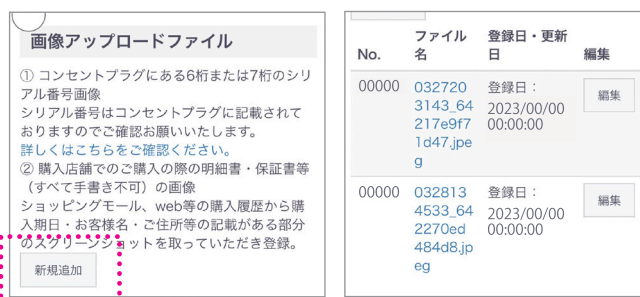 画像アップロードファイル
① コンセントプラグにある6桁または7桁のシリ
アル番号画像
シリアル番号はコンセントプラグに記載されて
おりますのでご確認お願いいたします。
詳しくはこちらをご確認ください。
② 購入店舗でのご購入の際の明細書・保証書等
（すべて手書き不可）の画像
ショッピングモール、web等の購入履歴から購
入期日・お客様名・ご住所等の記載がある部分
のスクリーンショットを取っていただき登録。
新規追加
No. ファイル名 登録日・更新日 編集
00000 032720 登録日： 編集
3143_64 2023/00/00
217e9f7 00:00:00
1d47.jpe
g
00000 032813 登録日： 編集
4533_64 2023/00/00
2270ed 00:00:00
484d8.jp
eg